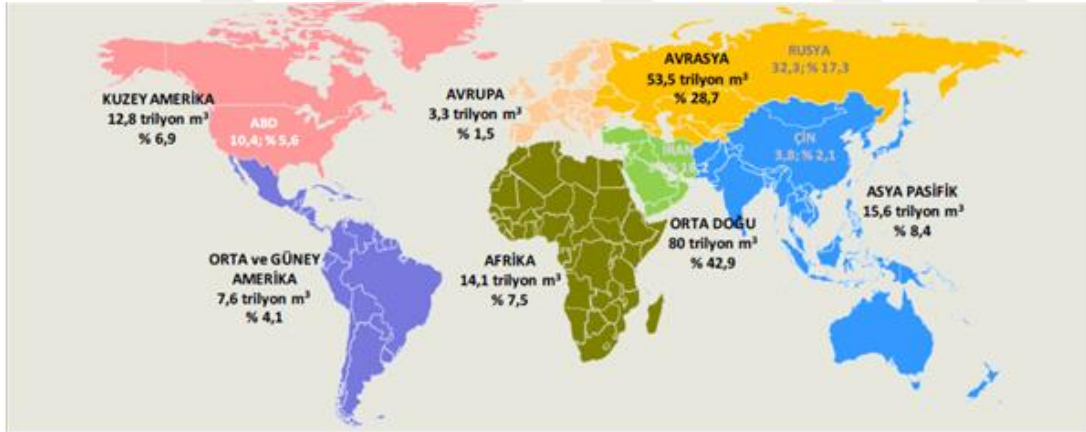 KUZEY AMERİKA
12,8 trilyon m³
% 6,9
ABD
10,4; % 5,6
AVRUPA
3,3 trilyon m³
% 1,5
AVRASYA
53,5 trilyon m³
% 28,7
RUSYA
32,3; % 17,3
İRAN
ÇİN
3,8; % 2,1
ASYA PASİFİK
15,6 trilyon m³
% 8,4
ORTA DOĞU
80 trilyon m³
% 42,9
AFRİKA
14,1 trilyon m³
% 7,5
ORTA ve GÜNEY
AMERİKA
7,6 trilyon m³
% 4,1